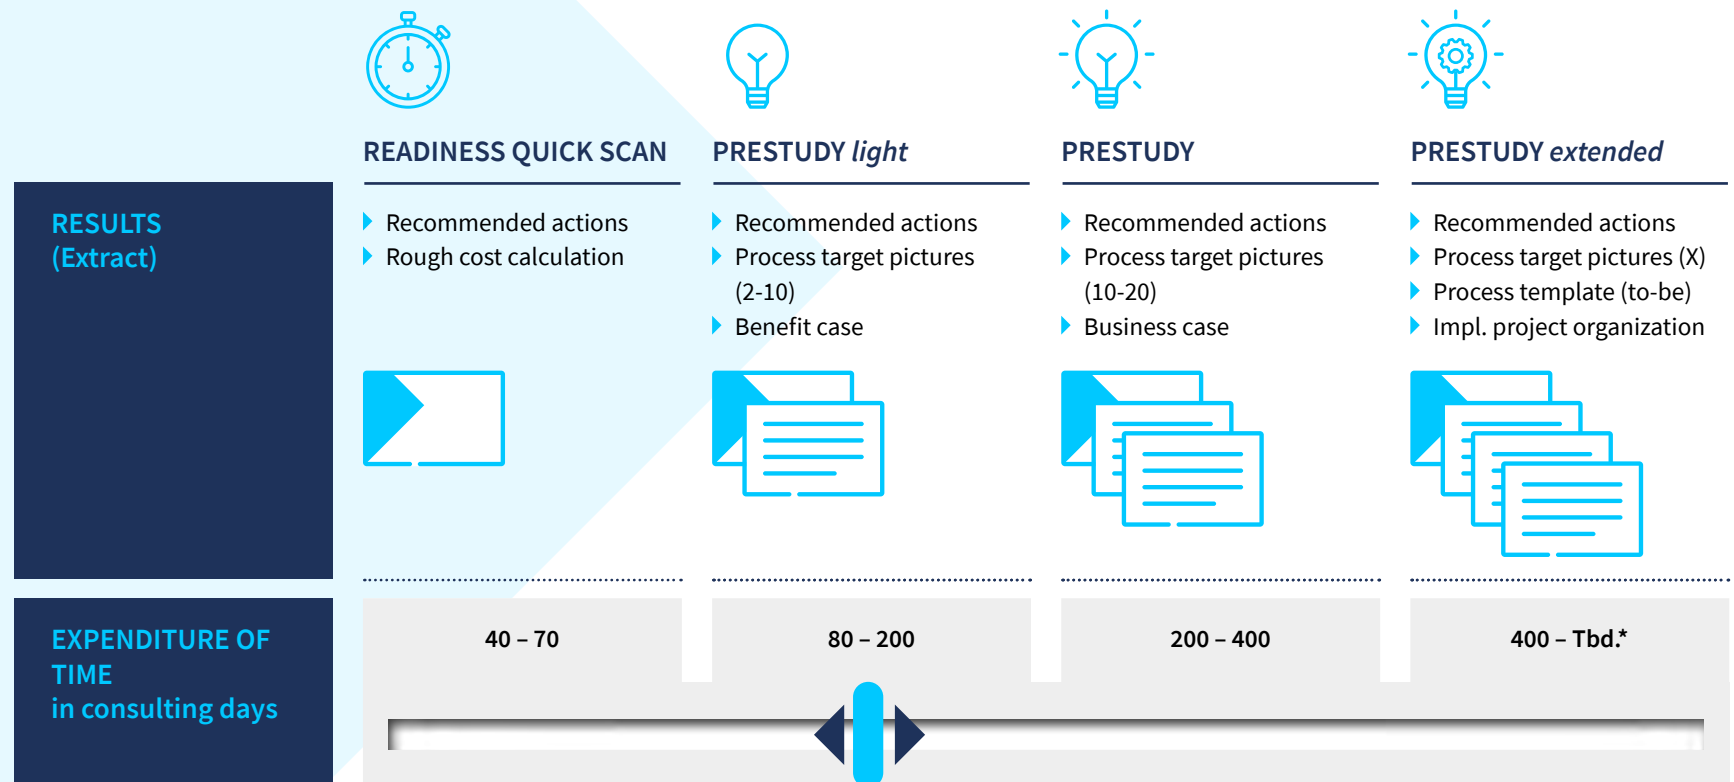 READINESS QUICK SCAN
PRESTUDY light
PRESTUDY
PRESTUDY extended
RESULTS
(Extract)
Recommended actions
Rough cost calculation
Recommended actions
Process target pictures
(2-10)
Benefit case
Recommended actions
Process target pictures
(10-20)
Business case
Recommended actions
Process target pictures (X)
Process template (to-be)
Impl. project organization
EXPENDITURE OF
TIME
in consulting days
40 – 70
80 – 200
200 – 400
400 – Tbd.*